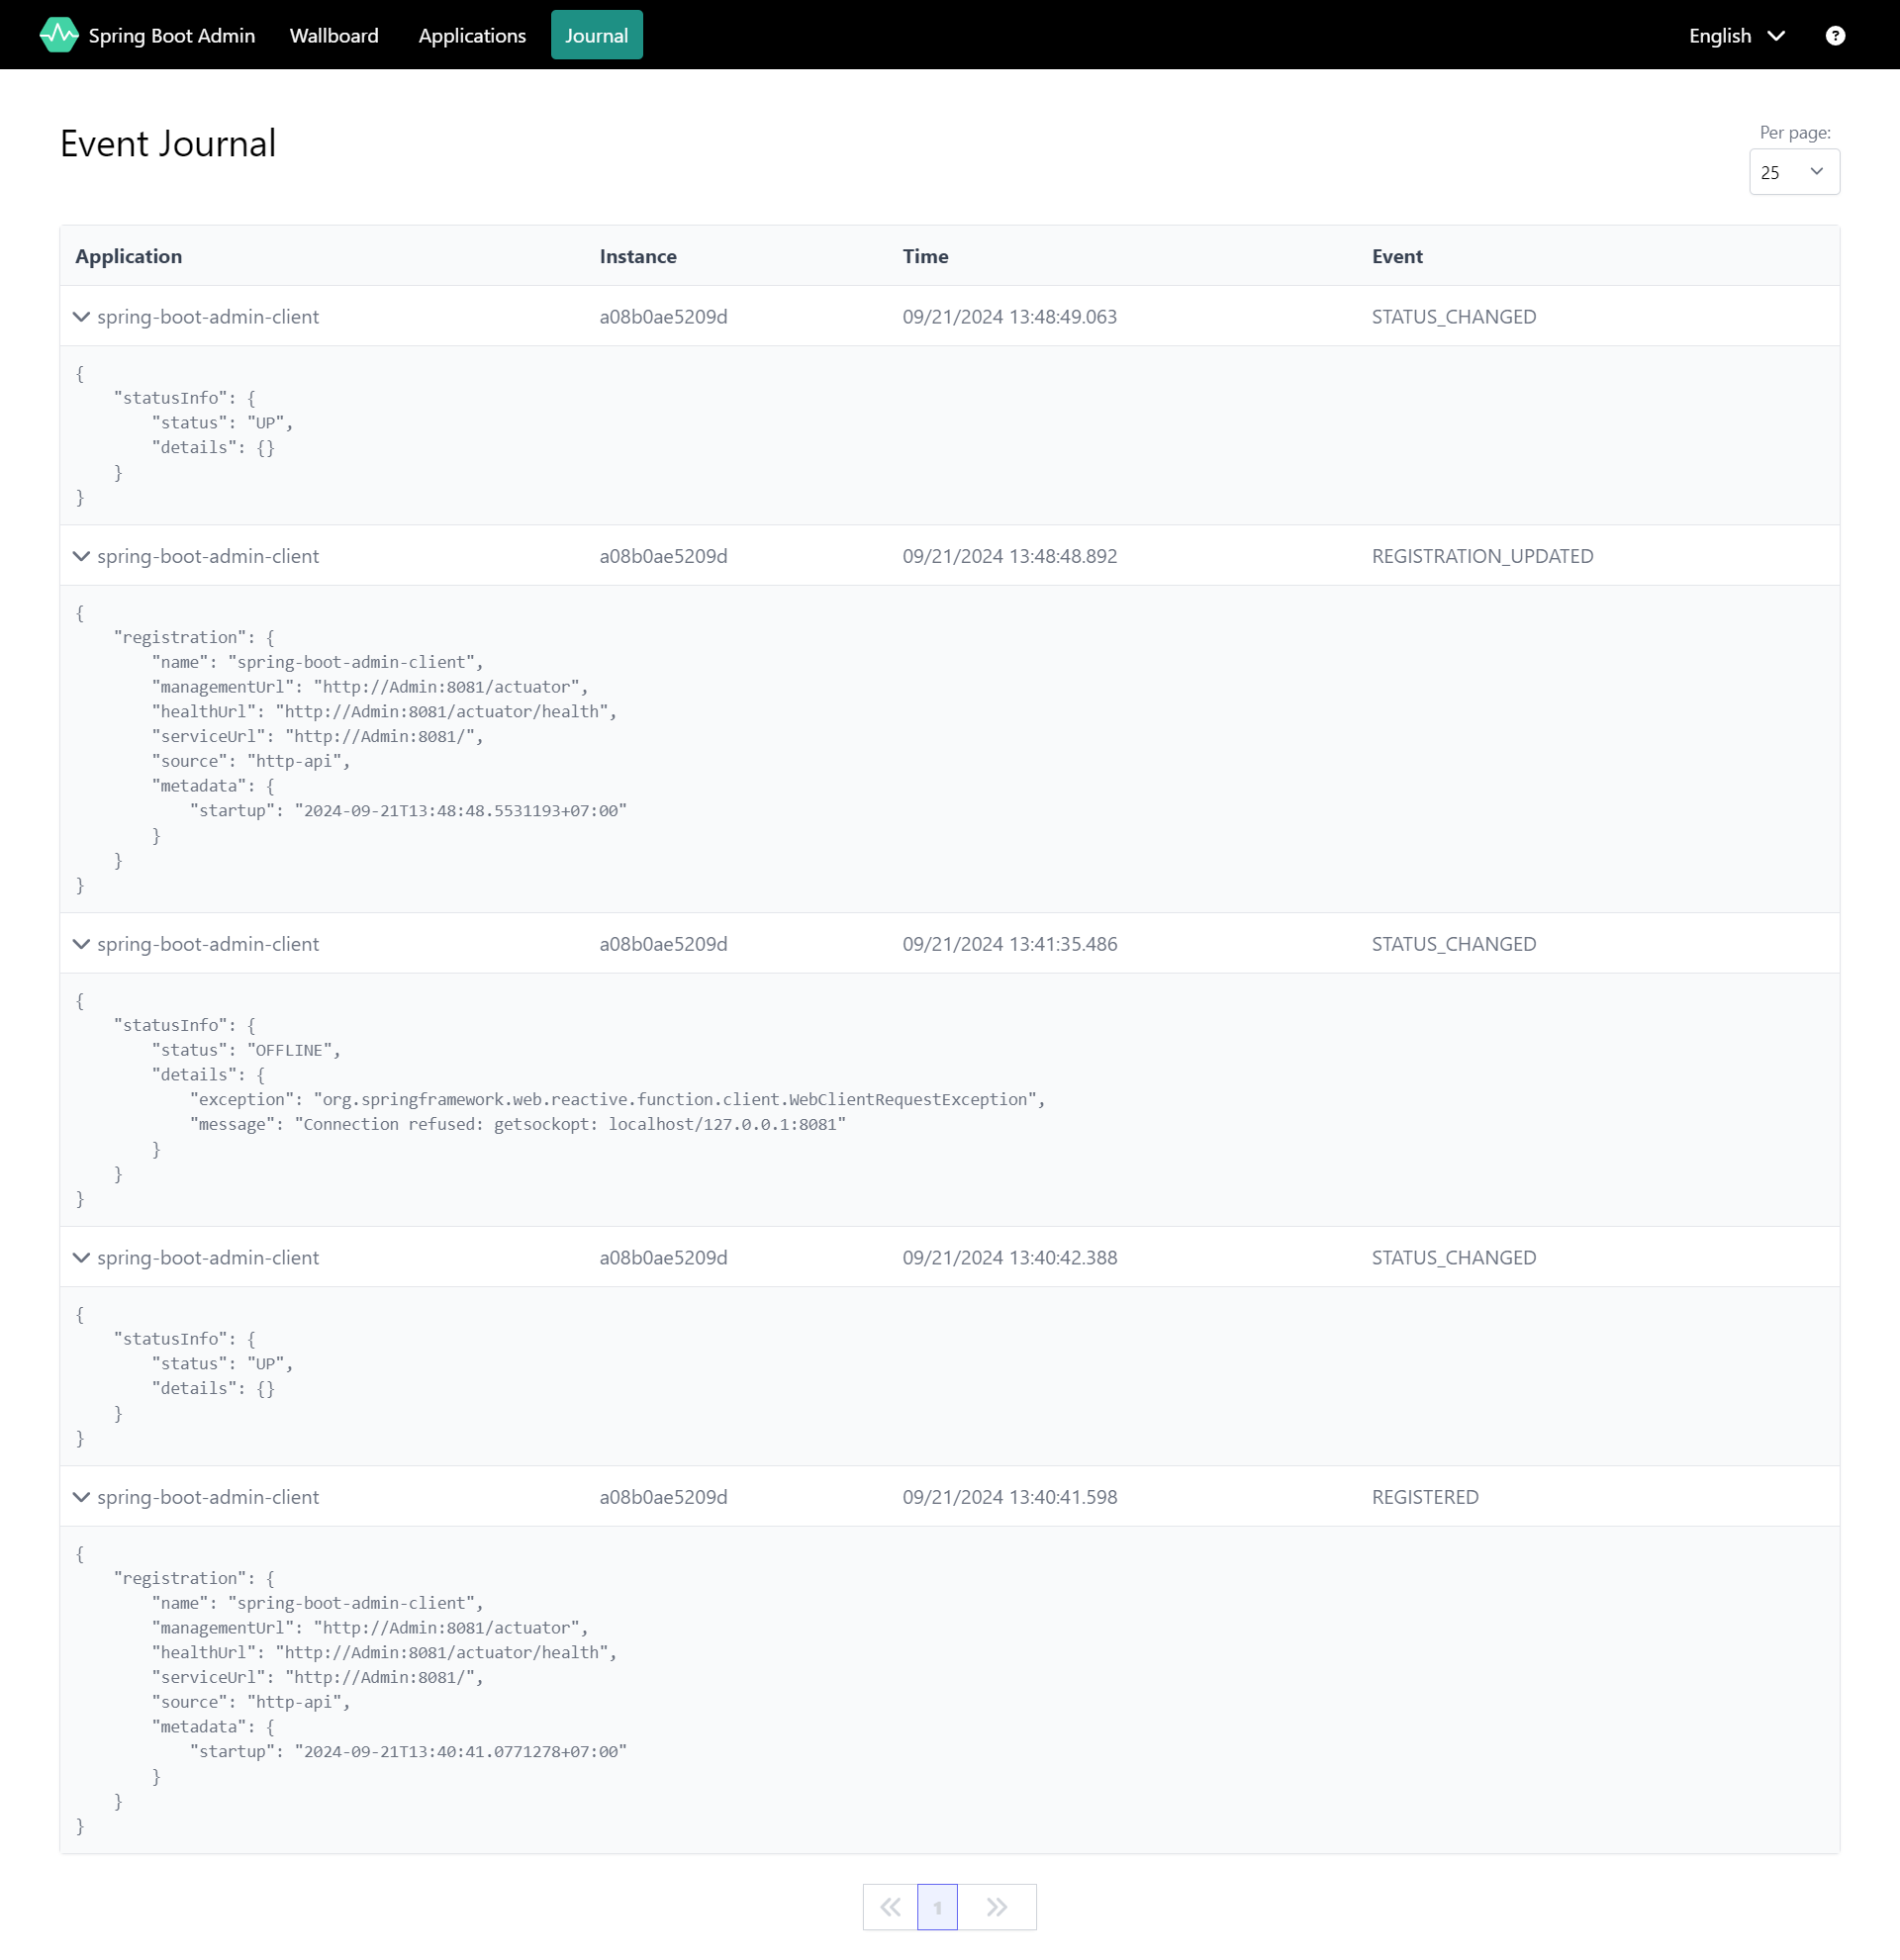 Spring Boot Admin Wallboard Applications Journal English ?
Event Journal
Per page:
25
Application Instance Time Event
spring-boot-admin-client a08b0ae5209d 09/21/2024 13:48:49.063 STATUS_CHANGED
{
    "statusInfo": {
        "status": "UP",
        "details": {}
    }
}
spring-boot-admin-client a08b0ae5209d 09/21/2024 13:48:48.892 REGISTRATION_UPDATED
{
    "registration": {
        "name": "spring-boot-admin-client",
        "managementUrl": "http://Admin:8081/actuator",
        "healthUrl": "http://Admin:8081/actuator/health",
        "serviceUrl": "http://Admin:8081/",
        "source": "http-api",
        "metadata": {
            "startup": "2024-09-21T13:48:48.5531193+07:00"
        }
    }
}
spring-boot-admin-client a08b0ae5209d 09/21/2024 13:41:35.486 STATUS_CHANGED
{
    "statusInfo": {
        "status": "OFFLINE",
        "details": {
            "exception": "org.springframework.web.reactive.function.client.WebClientRequestException",
            "message": "Connection refused: getsockopt: localhost/127.0.0.1:8081"
        }
    }
}
spring-boot-admin-client a08b0ae5209d 09/21/2024 13:40:42.388 STATUS_CHANGED
{
    "statusInfo": {
        "status": "UP",
        "details": {}
    }
}
spring-boot-admin-client a08b0ae5209d 09/21/2024 13:40:41.598 REGISTERED
{
    "registration": {
        "name": "spring-boot-admin-client",
        "managementUrl": "http://Admin:8081/actuator",
        "healthUrl": "http://Admin:8081/actuator/health",
        "serviceUrl": "http://Admin:8081/",
        "source": "http-api",
        "metadata": {
            "startup": "2024-09-21T13:40:41.0771278+07:00"
        }
    }
}
1